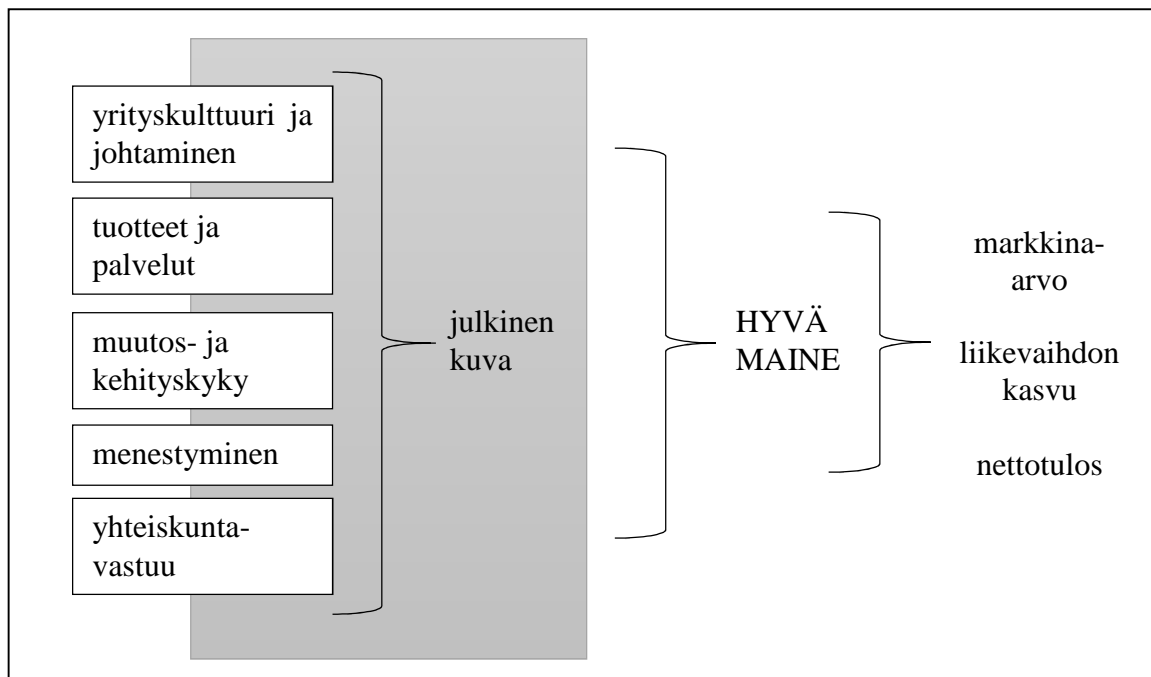 yrityskulttuuri ja
johtaminen
tuotteet ja
palvelut
muutos- ja
kehityskyky
menestyminen
yhteiskunta-
vastuu
julkinen
kuva
HYVÄ
MAINE
markkina-
arvo
liikevaihdon
kasvu
nettotulos